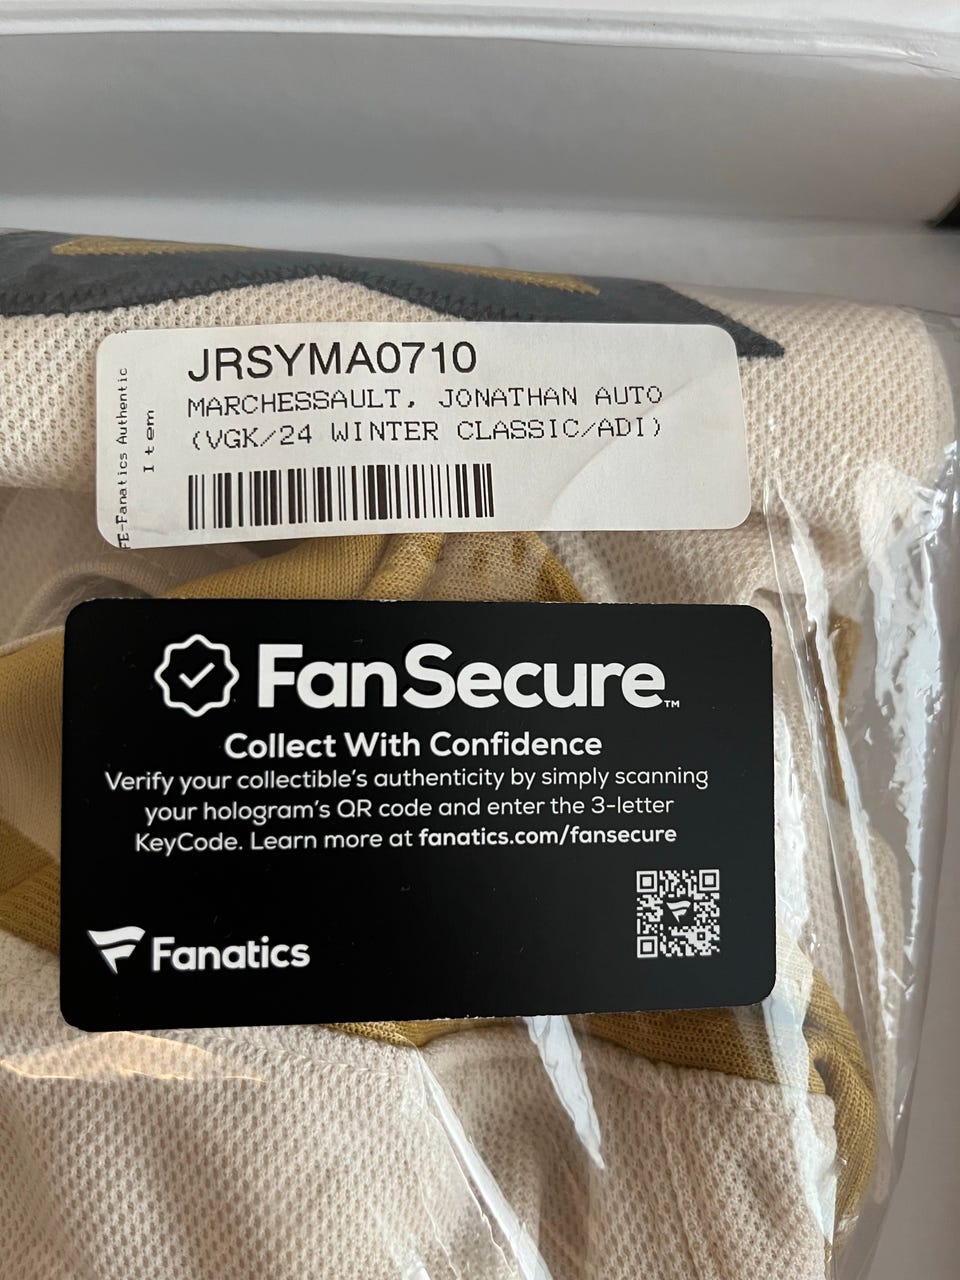 JRSYMA0710
MARCHESSAULT, JONATHAN AUTO
(VGK/24 WINTER CLASSIC/ADI)
FE-Fanatics Authentic
Item
FanSecure™
Collect With Confidence
Verify your collectible's authenticity by simply scanning
your hologram's QR code and enter the 3-letter
KeyCode. Learn more at fanatics.com/fansecure
Fanatics